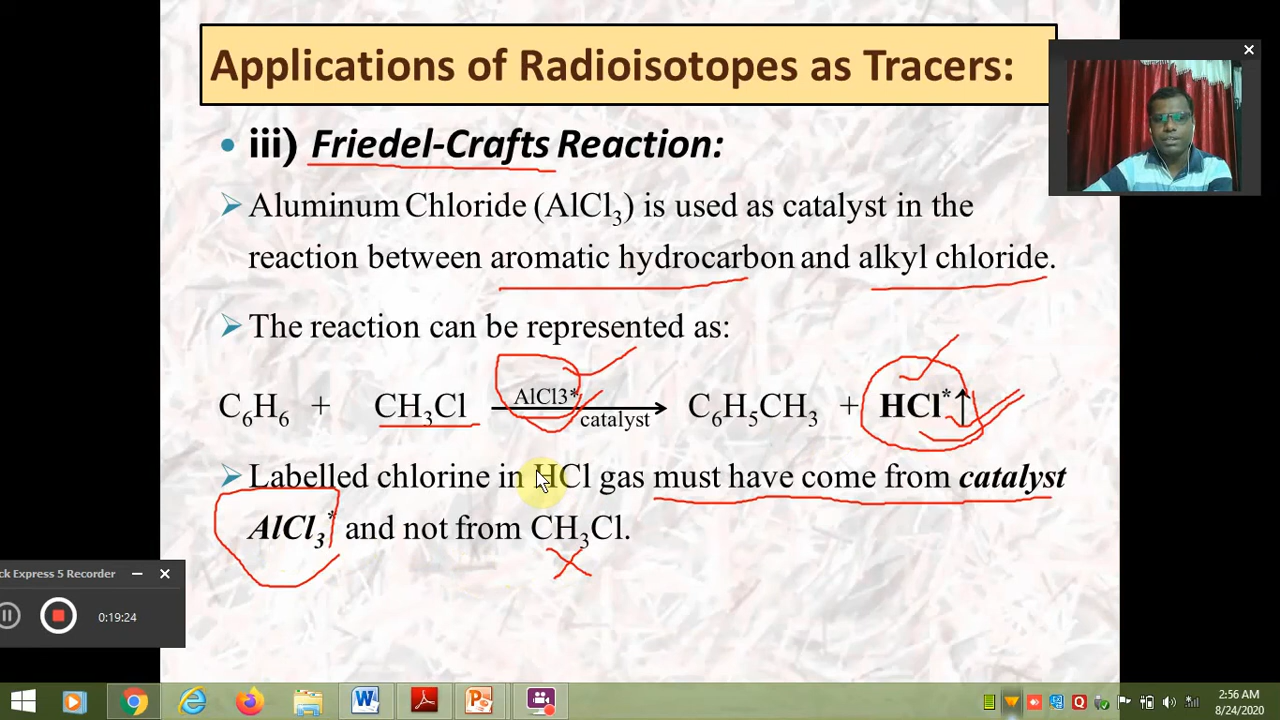 Applications of Radioisotopes as Tracers:
• iii) Friedel-Crafts Reaction:
Aluminum Chloride (AlCl3) is used as catalyst in the
reaction between aromatic hydrocarbon and alkyl chloride.
The reaction can be represented as:
C6H6 + CH3Cl AlCl3* catalyst C6H5CH3 + HCl*↑
Labelled chlorine in HCl gas must have come from catalyst
AlCl3* and not from CH3Cl.
ck Express 5 Recorder
0:19:24
2:56 AM
8/24/2020